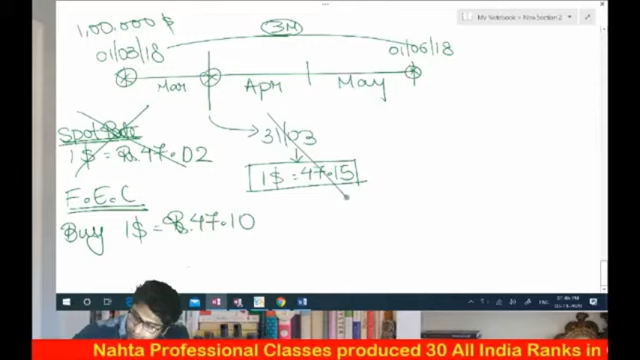 My Notebook > New Section 2
1,00,000 $
3M
01/03/18
01/06/18
Mar Apr May
31/03
1 $ = 47.15
Spot Rate
1 $ = Rs.47.02
F.E.C
Buy 1 $ = Rs.47.10
ENG
Nahta Professional Classes produced 30 All India Ranks in